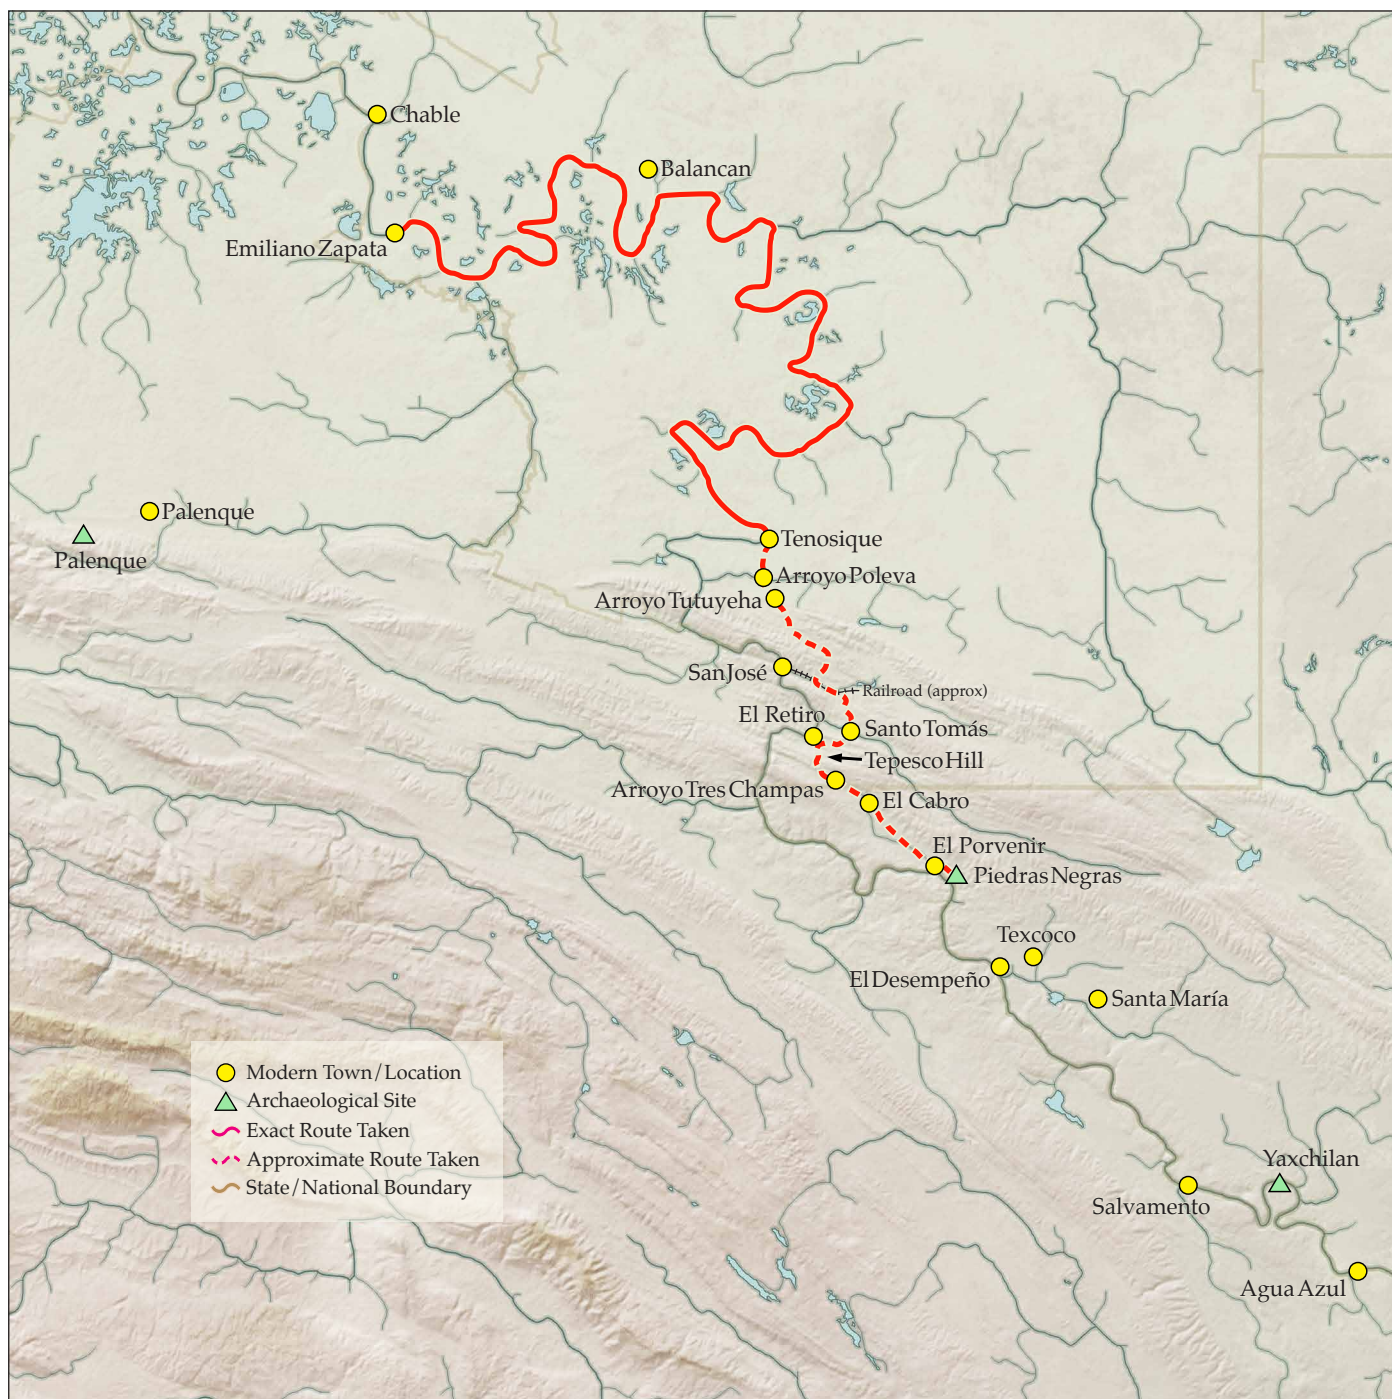 Chable
Balancan
Emiliano Zapata
Palenque
Palenque
Tenosique
Arroyo Poleva
Arroyo Tutuyeha
San José
Railroad (approx)
El Retiro
Santo Tomás
Tepesco Hill
Arroyo Tres Champas
El Cabro
El Porvenir
Piedras Negras
Texcoco
El Desempeño
Santa María
Modern Town/Location
Archaeological Site
Exact Route Taken
Approximate Route Taken
State/National Boundary
Yaxchilan
Salvamento
Agua Azul